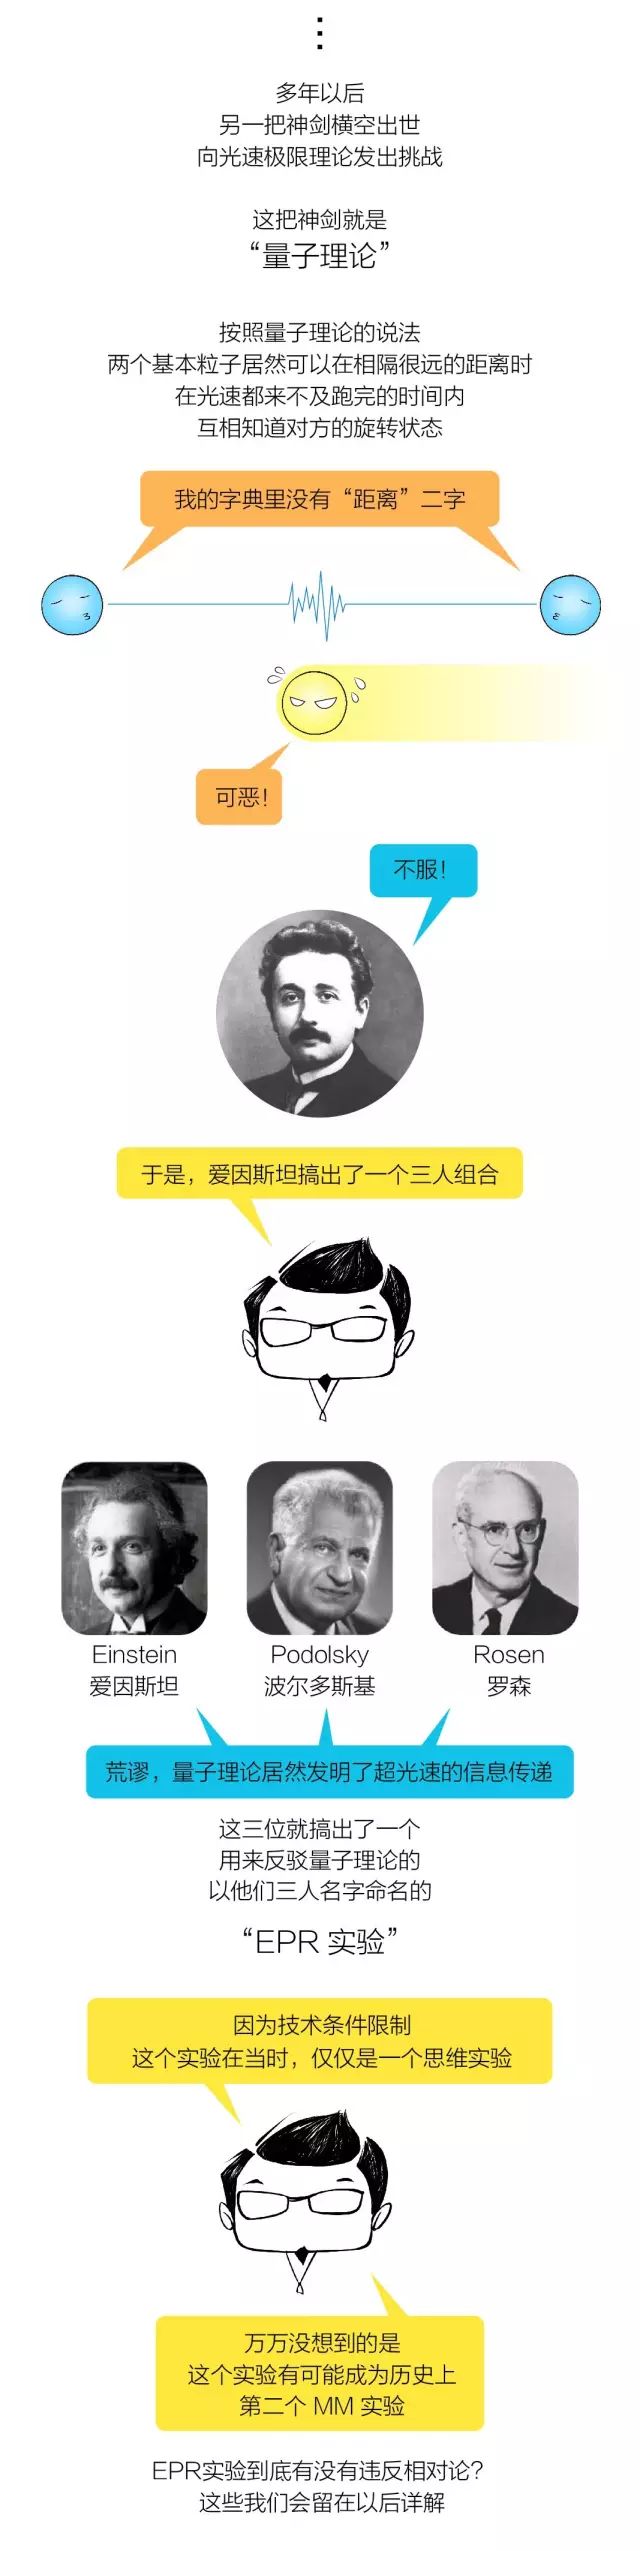 多年以后
另一把神剑横空出世
向光速极限理论发出挑战
这把神剑就是
“量子理论”
按照量子理论的说法
两个基本粒子居然可以在相隔很远的距离时
在光速都来不及跑完的时间内
互相知道对方的旋转状态
我的字典里没有“距离”二字
可恶！
不服！
于是，爱因斯坦搞出了一个三人组合
Einstein
爱因斯坦
Podolsky
波尔多斯基
Rosen
罗森
荒谬，量子理论居然发明了超光速的信息传递
这三位就搞出了一个
用来反驳量子理论的
以他们三人名字命名的
“EPR 实验”
因为技术条件限制
这个实验在当时，仅仅是一个思维实验
万万没想到的是
这个实验有可能成为历史上
第二个 MM 实验
EPR实验到底有没有违反相对论？
这些我们会留在以后详解